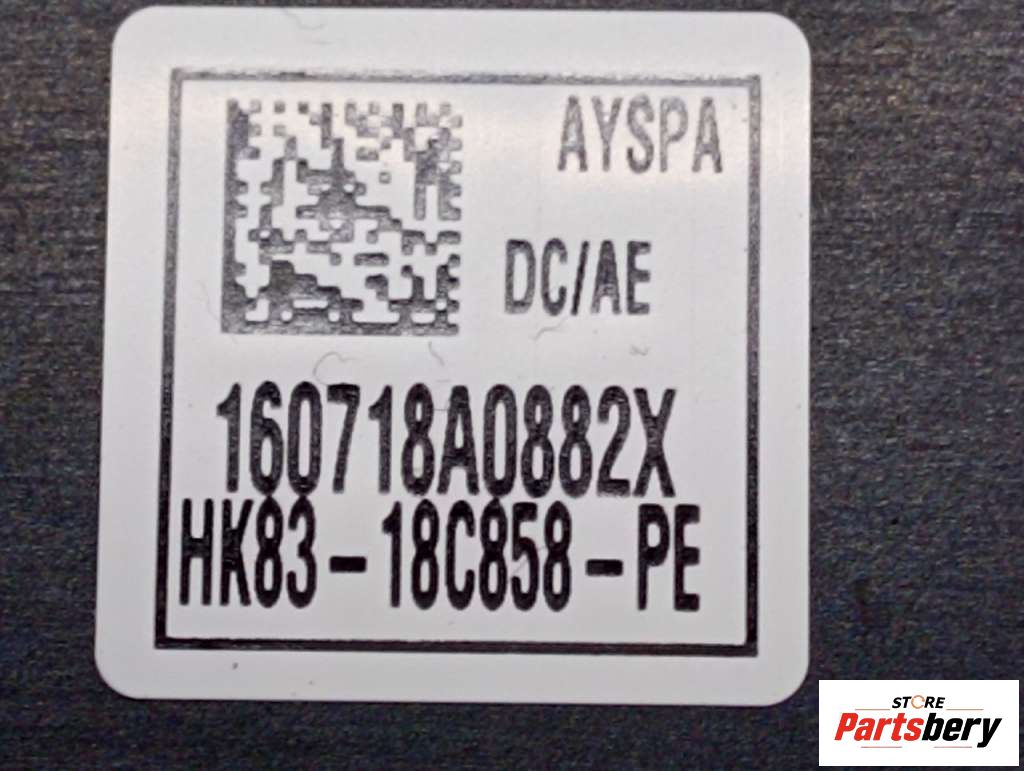 AYSPA
DC/AE
160718A0882X
HK83-18C858-PE
STORE
Partsbery